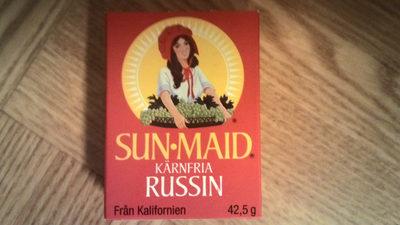 SUN•MAID®
KÄRNFRIA
RUSSIN
Från Kalifornien 42,5 g